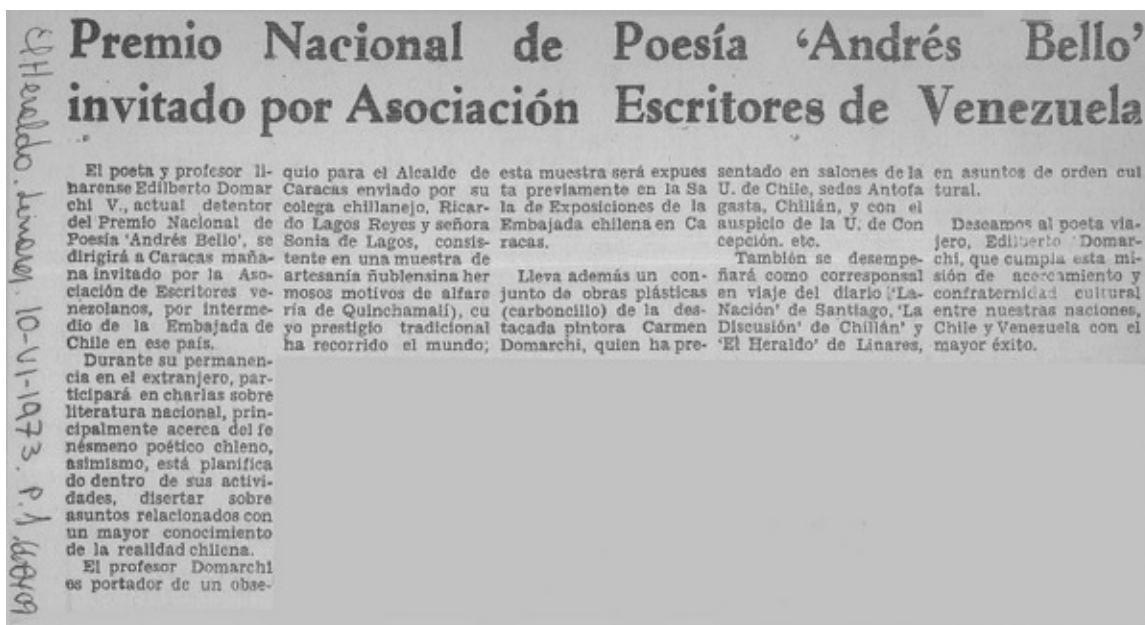 Premio Nacional de Poesía ‘Andrés Bello’
invitado por Asociación Escritores de Venezuela
El poeta y profesor li-
narense Edilberto Domar
chi V., actual detentor
del Premio Nacional de
Poesía ‘Andrés Bello’, se
dirigirá a Caracas maña-
na invitado por la Aso-
ciación de Escritores ve-
nezolanos, por interme-
dio de la Embajada de
Chile en ese país.
Durante su permanen-
cia en el extranjero, par-
ticipará en charlas sobre
literatura nacional, prin-
cipalmente acerca del fe
nésmeno poético chleno,
asimismo, está planifica
do dentro de sus activi-
dades, disertar sobre
asuntos relacionados con
un mayor conocimiento
de la realidad chilena.
El profesor Domarchi
es portador de un obse-
quio para el Alcalde de
Caracas enviado por su
colega chillanejo, Ricar-
do Lagos Reyes y señora
Sonia de Lagos, consis-
tente en una muestra de
artesanía ñublensina her
mosos motivos de alfare
ría de Quinchamalí), cu
yo prestigio tradicional
ha recorrido el mundo;
esta muestra será expues
ta previamente en la Sa
la de Exposiciones de la
Embajada chilena en Ca
racas.
Lleva además un con-
junto de obras plásticas
(carboncillo) de la des-
tacada pintora Carmen
Domarchi, quien ha pre-
sentado en salones de la
U. de Chile, sedes Antofa
gasta, Chillán, y con el
auspicio de la U. de Con
cepción. etc.
También se desempe-
ñará como corresponsal
en viaje del diario ‘La-
Nación’ de Santiago, ‘La
Discusión’ de Chillán’ y
‘El Heraldo’ de Linares,
en asuntos de orden cul
tural.
Deseamos al poeta via-
jero, Edilberto Domar-
chi, que cumpla esta mi-
sión de acercamiento y
confraternidad cultural
entre nuestras naciones,
Chile y Venezuela con el
mayor éxito.
El Heraldo. Linares. 10-VI-1973. P.1